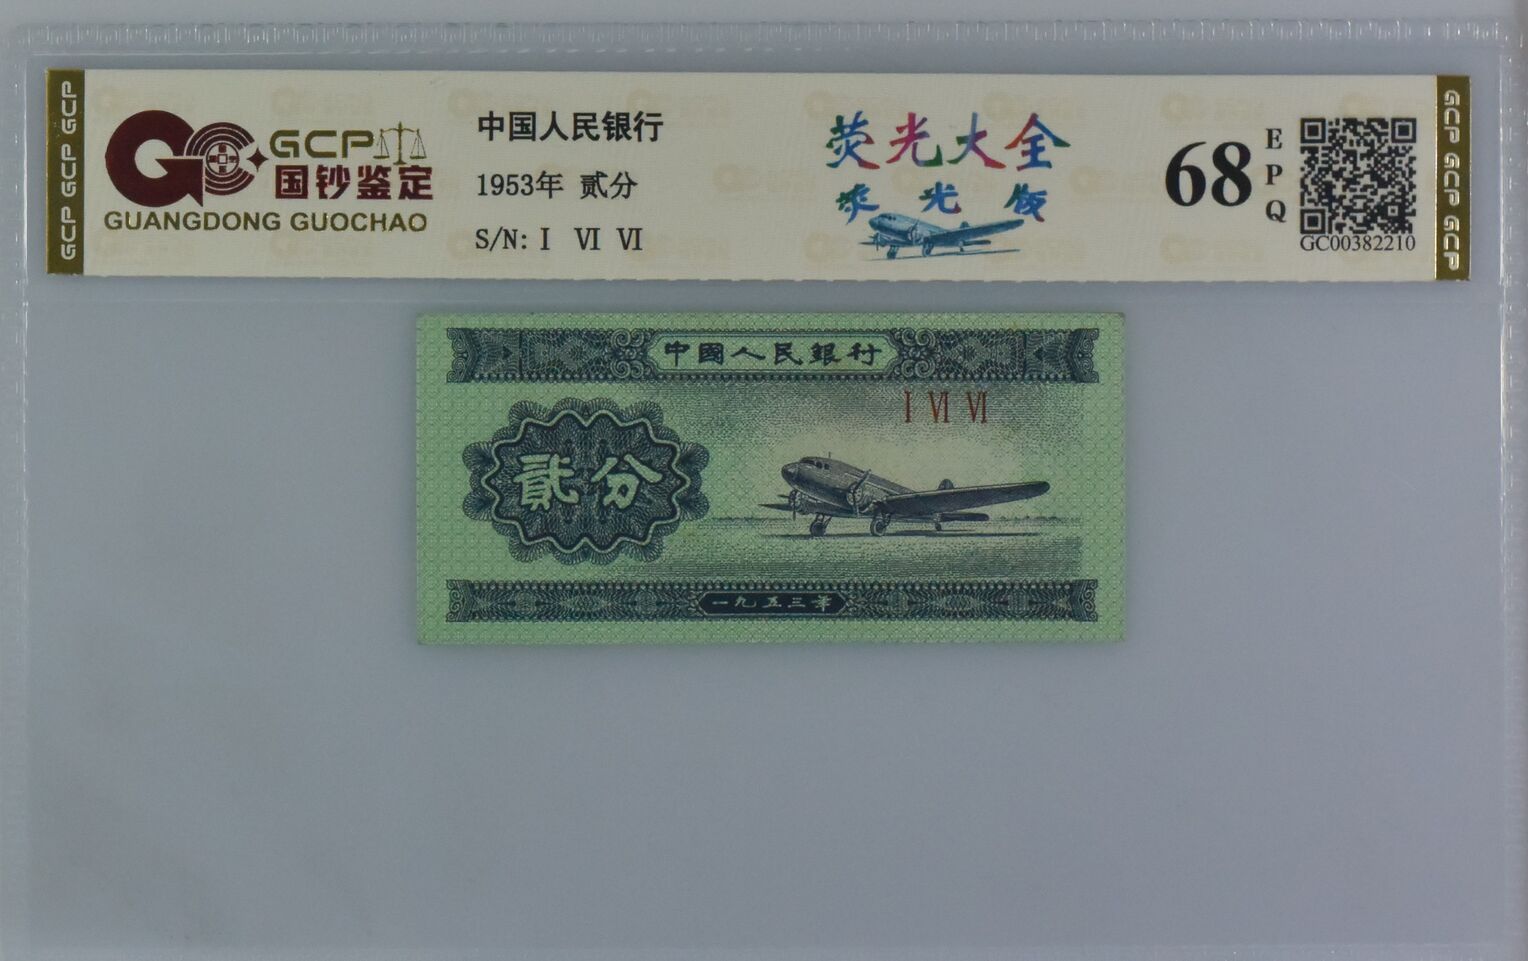 GCP GCP GCP
GCP
国钞鉴定
GUANGDONG GUOCHAO
中国人民银行
1953年 贰分
S/N: Ⅰ Ⅵ Ⅵ
荧光大全
荧光版
68
EPQ
GC00382210
GCP GCP GCP
中國人民銀行
Ⅰ Ⅵ Ⅵ
貳分
一九五三年